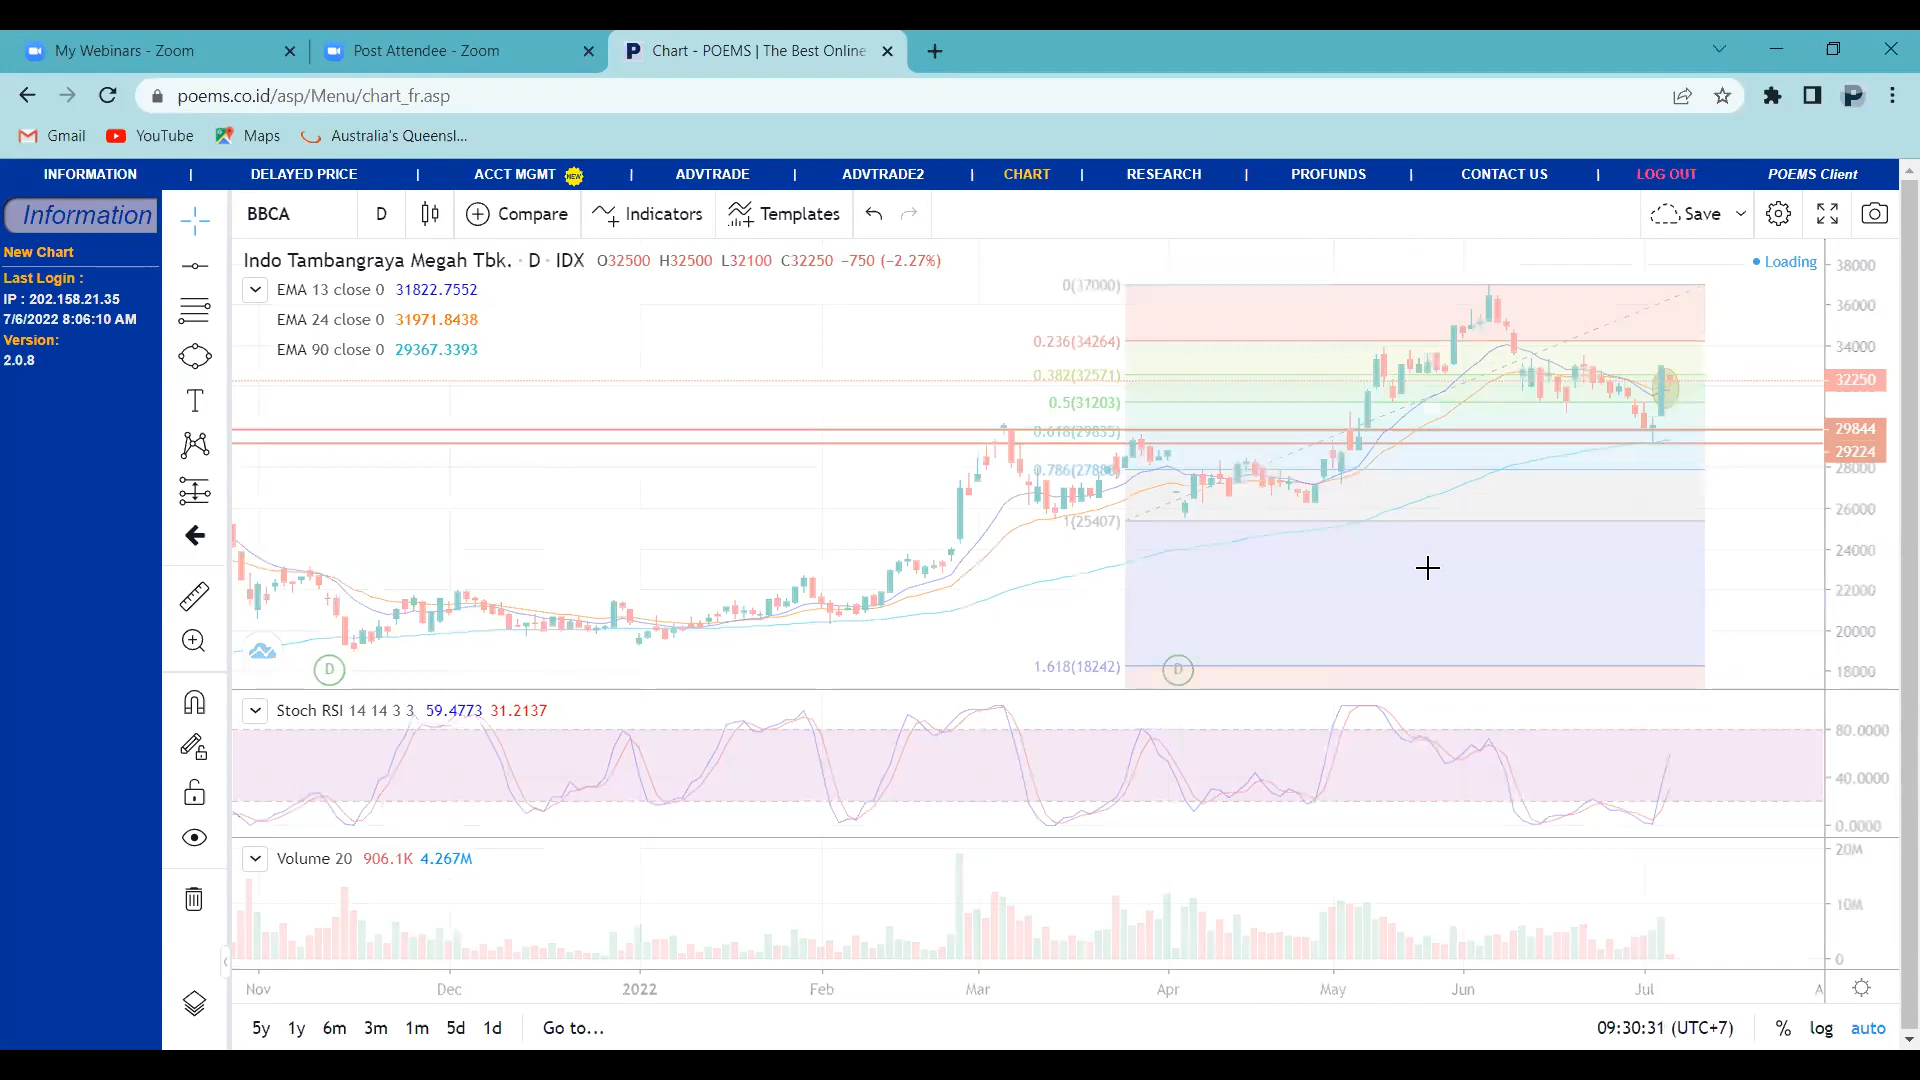 My Webinars - Zoom
Post Attendee - Zoom
Chart - POEMS | The Best Online
poems.co.id/asp/Menu/chart_fr.asp
Gmail
YouTube
Maps
Australia's Queensl...
INFORMATION | DELAYED PRICE | ACCT MGMT NEW | ADVTRADE | ADVTRADE2 | CHART | RESEARCH | PROFUNDS | CONTACT US | LOG OUT POEMS Client
Information
New Chart
Last Login :
IP : 202.158.21.35
7/6/2022 8:06:10 AM
Version:
2.0.8
BBCA D Compare Indicators Templates Save
Indo Tambangraya Megah Tbk. · D · IDX O32500 H32500 L32100 C32250 −750 (−2.27%)
Loading
EMA 13 close 0 31822.7552
EMA 24 close 0 31971.8438
EMA 90 close 0 29367.3393
0(37000)
0.236(34264)
0.382(32571)
0.5(31203)
0.618(29835)
1(25407)
1.618(18242)
D
D
38000
36000
34000
32250
29844
29224
28000
26000
24000
22000
20000
18000
Stoch RSI 14 14 3 3 59.4773 31.2137
80.0000
40.0000
0.0000
Volume 20 906.1K 4.267M
20M
10M
0
Nov Dec 2022 Feb Mar Apr May Jun Jul A
5y 1y 6m 3m 1m 5d 1d Go to...
09:30:31 (UTC+7) % log auto